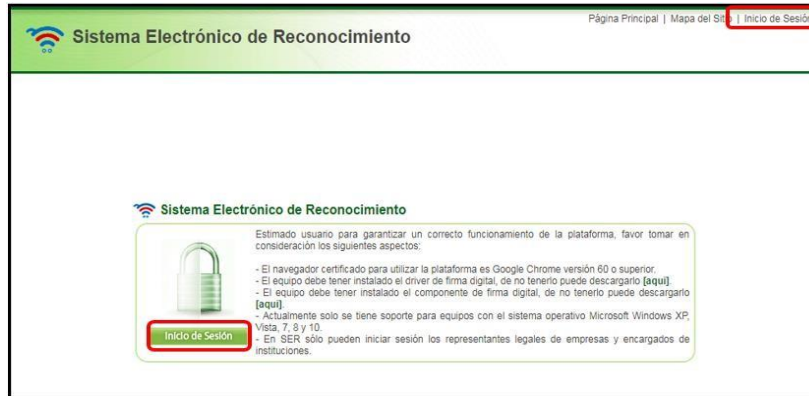 Página Principal | Mapa del Sitio | Inicio de Sesión
Sistema Electrónico de Reconocimiento
Sistema Electrónico de Reconocimiento
Estimado usuario para garantizar un correcto funcionamiento de la plataforma, favor tomar en
consideración los siguientes aspectos:
- El navegador certificado para utilizar la plataforma es Google Chrome versión 60 o superior.
- El equipo debe tener instalado el driver de firma digital, de no tenerlo puede descargarlo [aquí].
- El equipo debe tener instalado el componente de firma digital, de no tenerlo puede descargarlo
[aquí].
- Actualmente solo se tiene soporte para equipos con el sistema operativo Microsoft Windows XP,
Vista, 7, 8 y 10.
- En SER sólo pueden iniciar sesión los representantes legales de empresas y encargados de
instituciones.
Inicio de Sesión